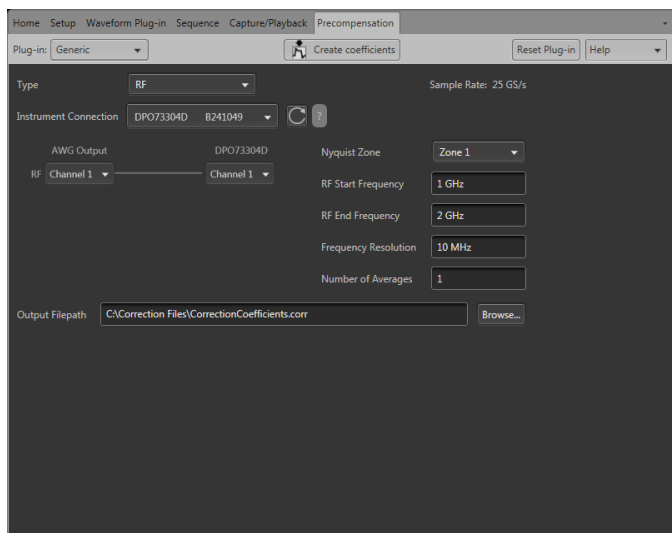 Home Setup Waveform Plug-in Sequence Capture/Playback Precompensation
Plug-in: Generic Create coefficients Reset Plug-in Help
Type RF Sample Rate: 25 GS/s
Instrument Connection DPO73304D B241049 ?
AWG Output DPO73304D Nyquist Zone Zone 1
RF Channel 1 Channel 1
RF Start Frequency 1 GHz
RF End Frequency 2 GHz
Frequency Resolution 10 MHz
Number of Averages 1
Output Filepath C:\Correction Files\CorrectionCoefficients.corr Browse...